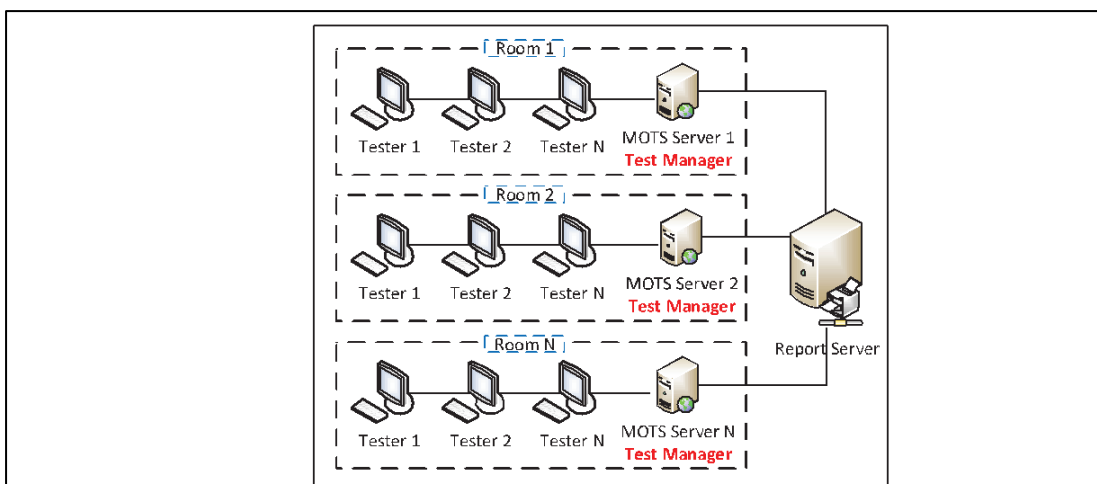 Room 1
Tester 1 Tester 2 Tester N MOTS Server 1
Test Manager
Room 2
Tester 1 Tester 2 Tester N MOTS Server 2
Test Manager
Report Server
Room N
Tester 1 Tester 2 Tester N MOTS Server N
Test Manager